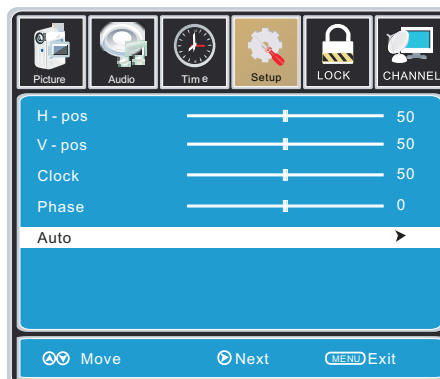 Picture Audio Time Setup LOCK CHANNEL
H - pos 50
V - pos 50
Clock 50
Phase 0
Auto
Move Next MENU Exit